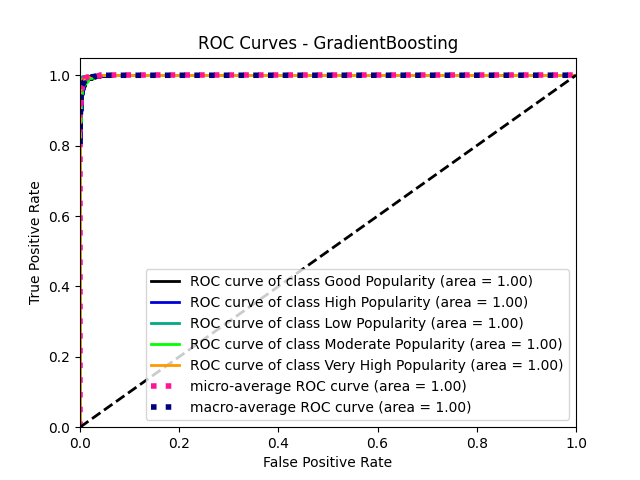 ROC Curves - GradientBoosting
True Positive Rate
1.0
0.8
0.6
0.4
0.2
0.0
ROC curve of class Good Popularity (area = 1.00)
ROC curve of class High Popularity (area = 1.00)
ROC curve of class Low Popularity (area = 1.00)
ROC curve of class Moderate Popularity (area = 1.00)
ROC curve of class Very High Popularity (area = 1.00)
micro-average ROC curve (area = 1.00)
macro-average ROC curve (area = 1.00)
0.0 0.2 0.4 0.6 0.8 1.0
False Positive Rate